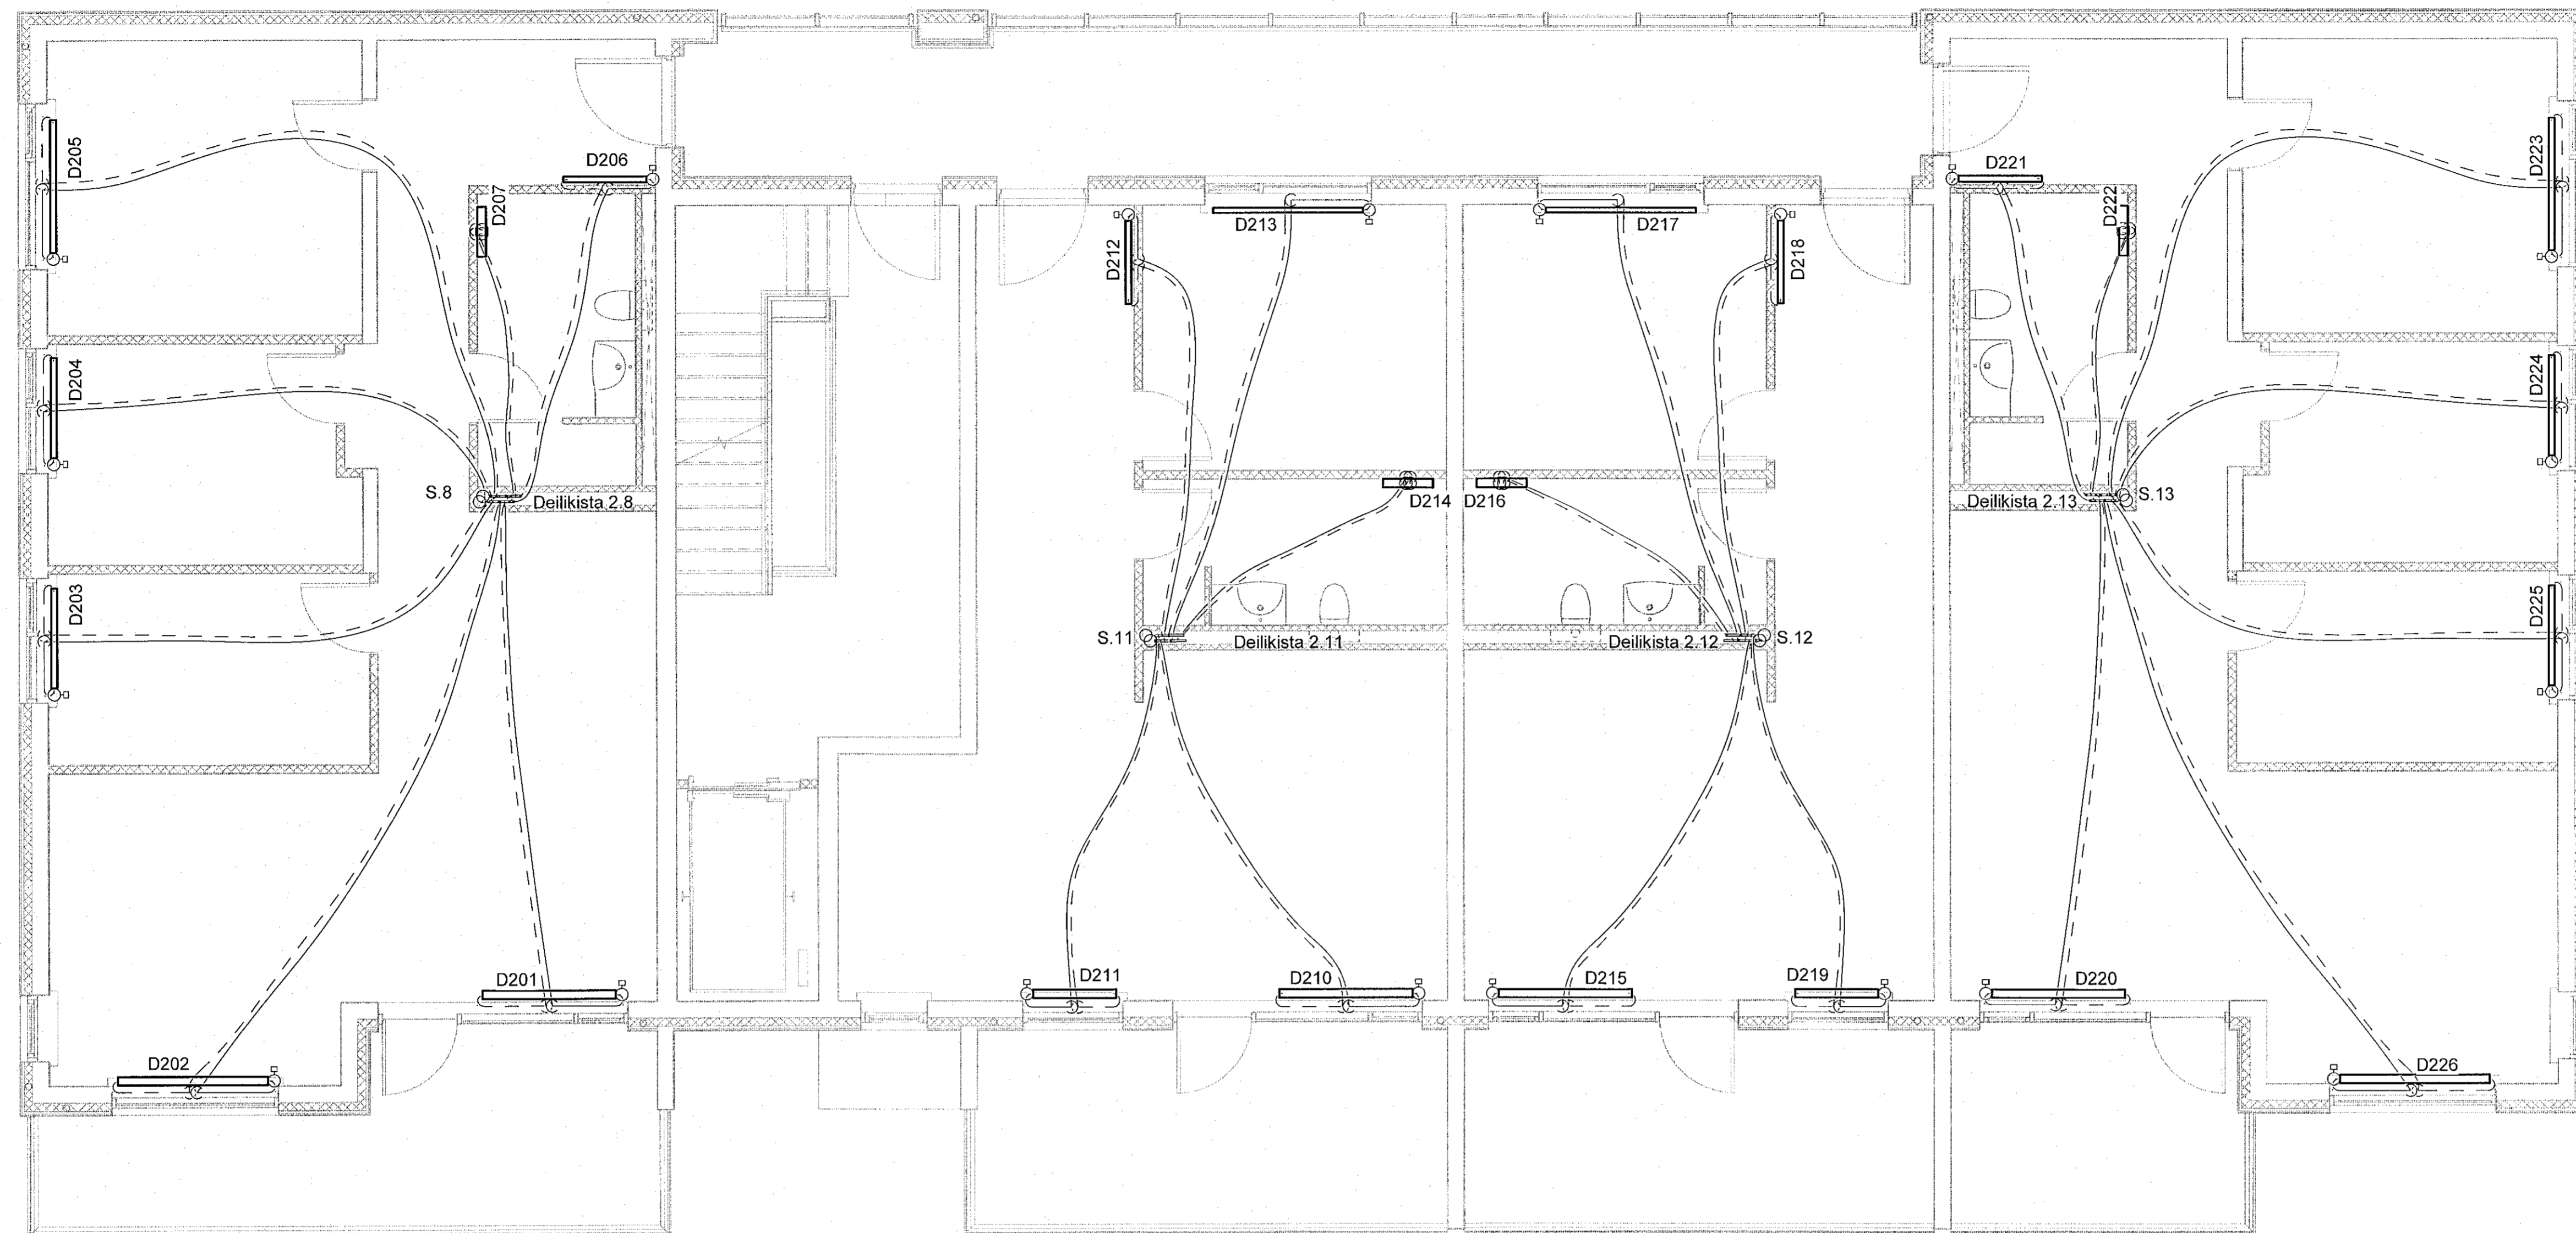 D205
D206
D207
D221
D222
D223
D212
D213
D217
D218
D204
D224
S.8
Deilikista 2.8
D214
D216
Deilikista 2.13
S.13
D203
D225
S.11
Deilikista 2.11
Deilikista 2.12
S.12
D201
D211
D210
D215
D219
D220
D202
D226